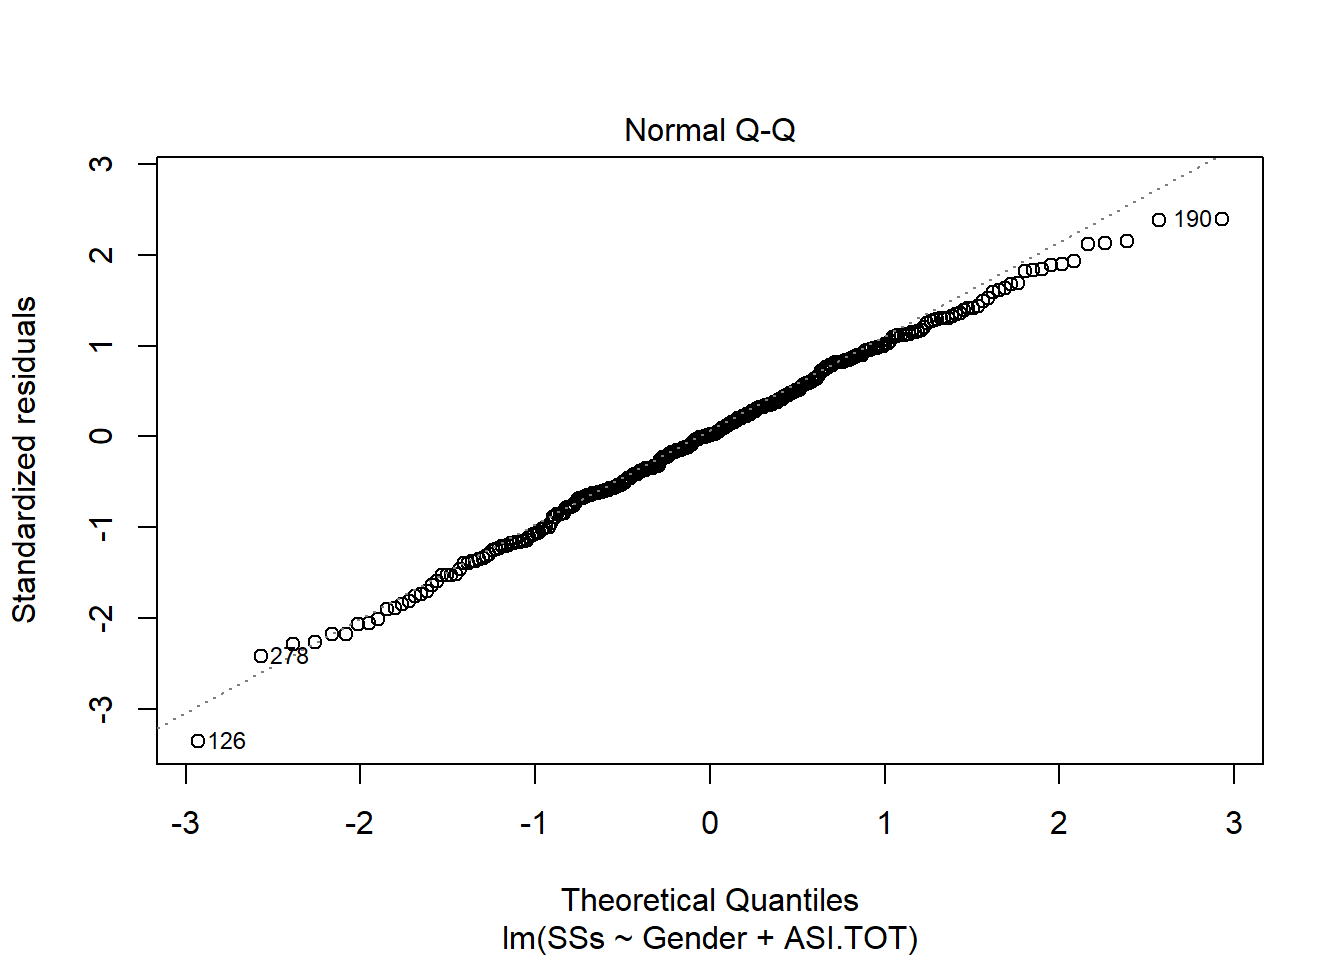 Normal Q-Q
Standardized residuals
3
2
1
0
-1
-2
-3
190
278
126
-3 -2 -1 0 1 2 3
Theoretical Quantiles
lm(SSs ~ Gender + ASI.TOT)